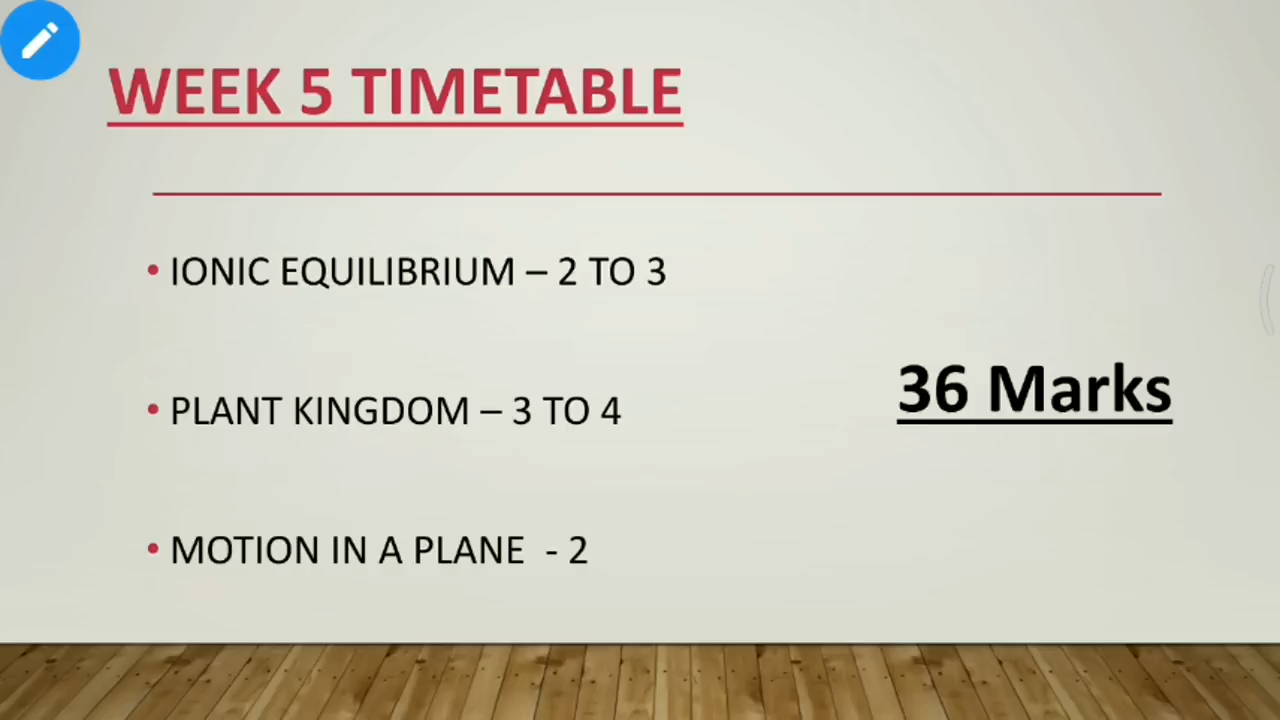 WEEK 5 TIMETABLE
• IONIC EQUILIBRIUM – 2 TO 3
• PLANT KINGDOM – 3 TO 4
36 Marks
• MOTION IN A PLANE - 2